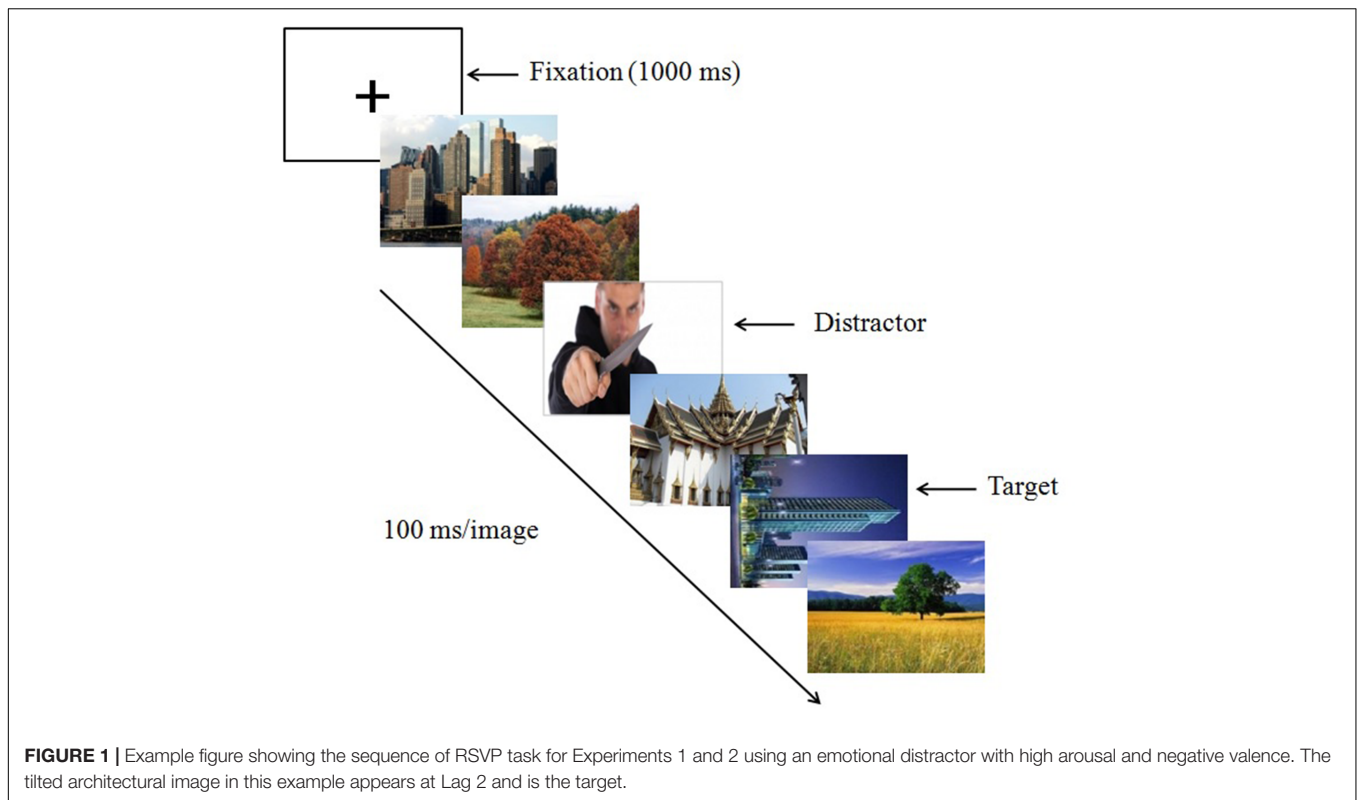 Fixation (1000 ms)
Distractor
Target
100 ms/image
FIGURE 1 | Example figure showing the sequence of RSVP task for Experiments 1 and 2 using an emotional distractor with high arousal and negative valence. The
tilted architectural image in this example appears at Lag 2 and is the target.